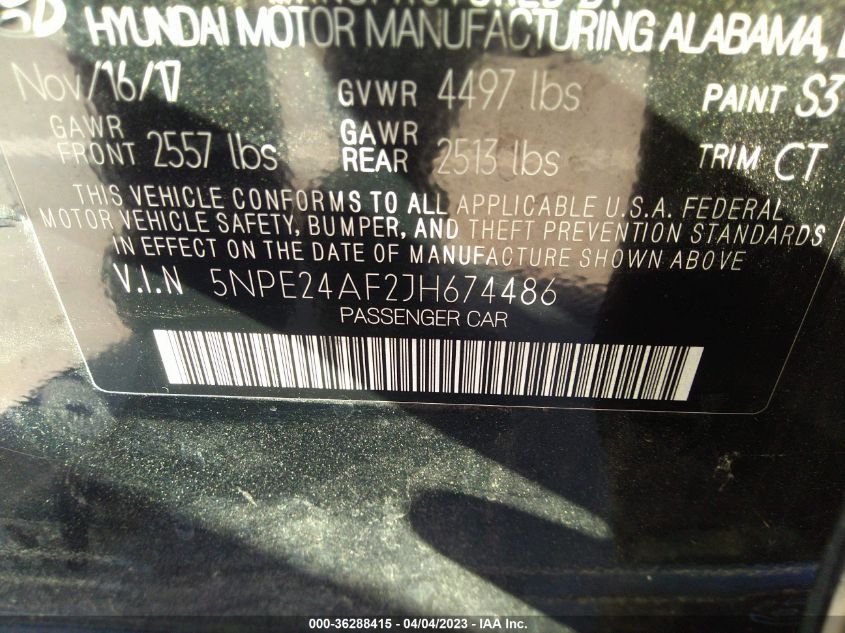 MANUFACTURED BY
HYUNDAI MOTOR MANUFACTURING ALABAMA,
Nov/16/17 GVWR 4497 lbs PAINT S3
GAWR FRONT 2557 lbs GAWR REAR 2513 lbs TRIM CT
THIS VEHICLE CONFORMS TO ALL APPLICABLE U.S.A. FEDERAL
MOTOR VEHICLE SAFETY, BUMPER, AND THEFT PREVENTION STANDARDS
IN EFFECT ON THE DATE OF MANUFACTURE SHOWN ABOVE
V.I.N 5NPE24AF2JH674486
PASSENGER CAR
000-36288415 - 04/04/2023 - IAA Inc.